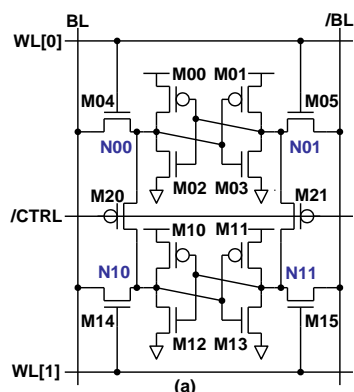 BL /BL
WL[0]
M00 M01
M04 M05
N00 N01
M02 M03
M20 M21
/CTRL
M10 M11
N10 N11
M14 M12 M13 M15
WL[1]
(a)